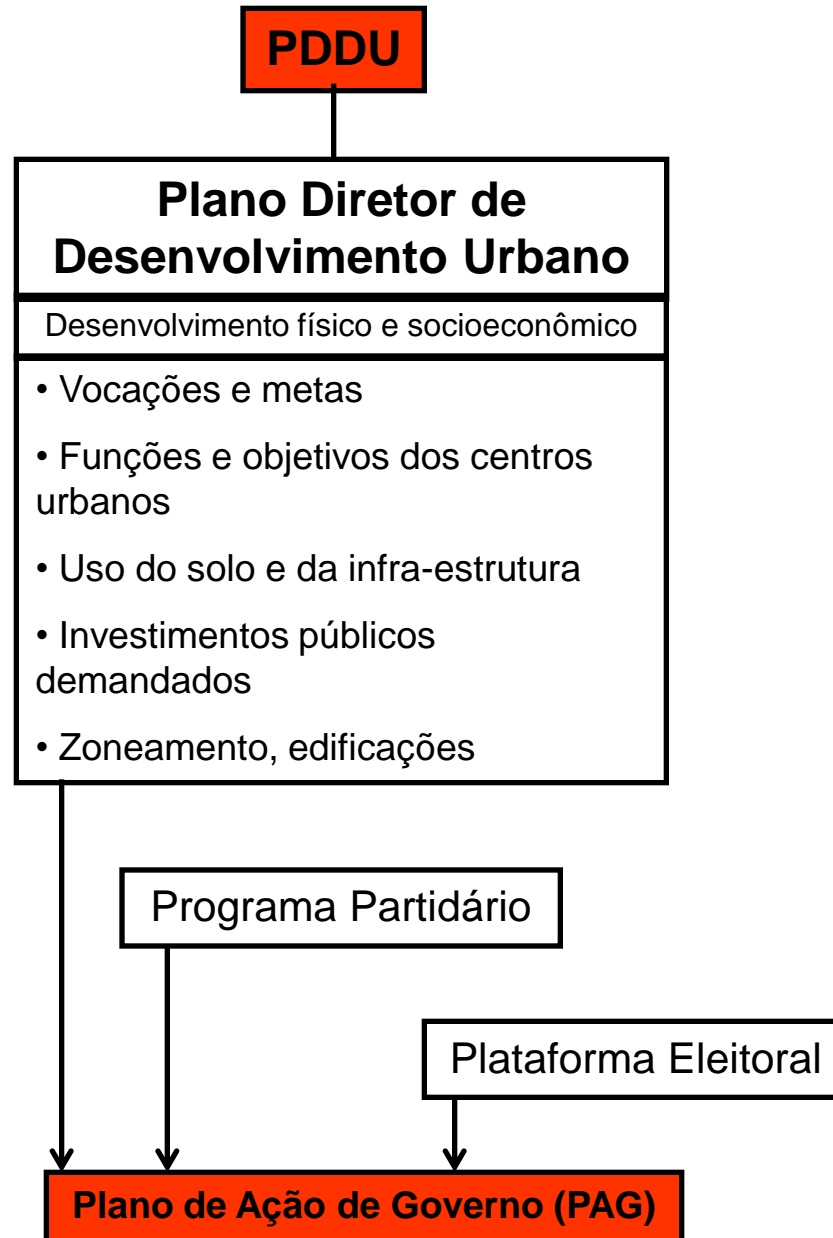 PDDU
Plano Diretor de
Desenvolvimento Urbano
Desenvolvimento físico e socioeconômico
• Vocações e metas
• Funções e objetivos dos centros
urbanos
• Uso do solo e da infra-estrutura
• Investimentos públicos
demandados
• Zoneamento, edificações
Programa Partidário
Plataforma Eleitoral
Plano de Ação de Governo (PAG)